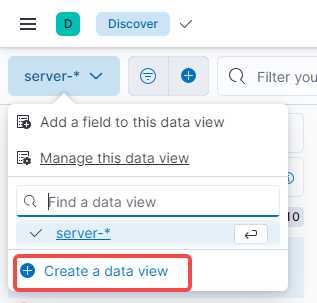 D
Discover
server-*
Filter you
Add a field to this data view
Manage this data view
Find a data view
server-*
10
Create a data view